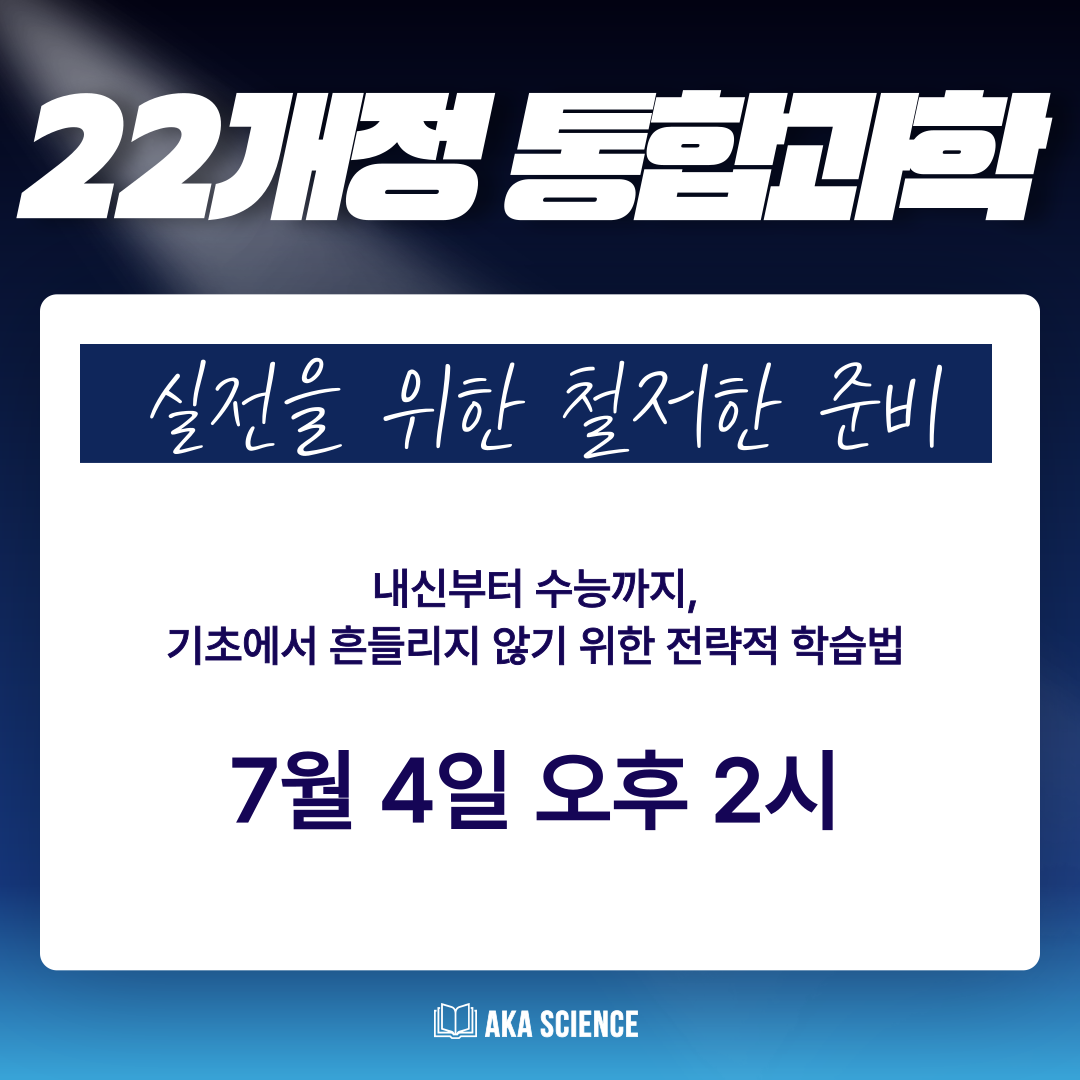 22개정 통합과학
실전을 위한 철저한 준비
내신부터 수능까지,
기초에서 흔들리지 않기 위한 전략적 학습법
7월 4일 오후 2시
AKA SCIENCE